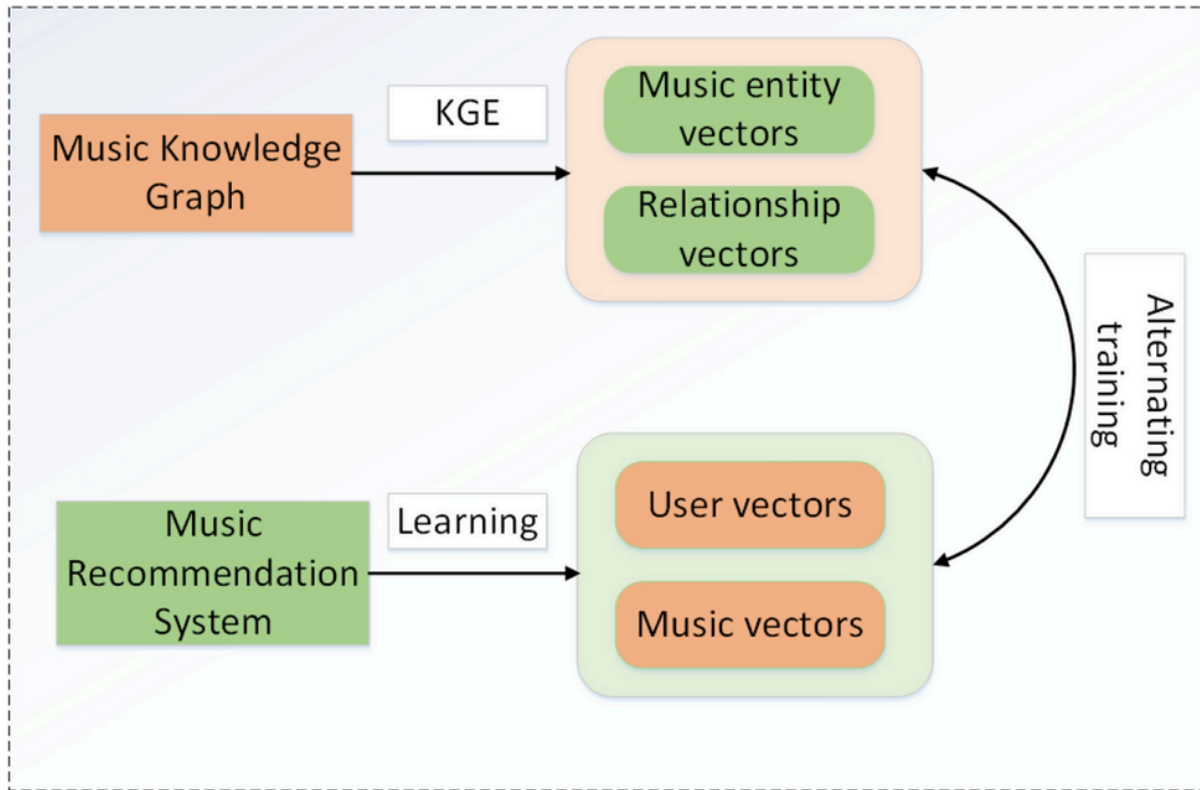 KGE
Music entity
vectors
Music Knowledge
Graph
Relationship
vectors
Alternating
training
Music
Recommendation
System
Learning
User vectors
Music vectors